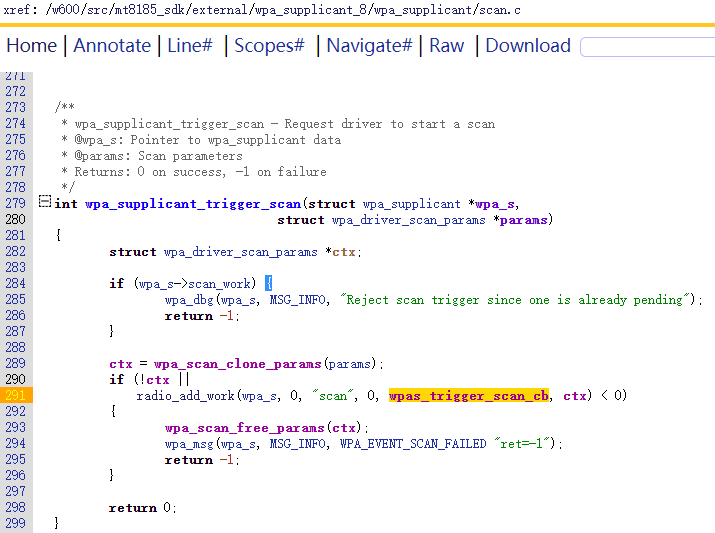 xref: /w600/src/mt8185_sdk/external/wpa_supplicant_8/wpa_supplicant/scan.c
Home | Annotate | Line# | Scopes# | Navigate# | Raw | Download
271
272
273 /**
274  * wpa_supplicant_trigger_scan - Request driver to start a scan
275  * @wpa_s: Pointer to wpa_supplicant data
276  * @params: Scan parameters
277  * Returns: 0 on success, -1 on failure
278  */
279 int wpa_supplicant_trigger_scan(struct wpa_supplicant *wpa_s,
280                                 struct wpa_driver_scan_params *params)
281 {
282         struct wpa_driver_scan_params *ctx;
283
284         if (wpa_s->scan_work) {
285                 wpa_dbg(wpa_s, MSG_INFO, "Reject scan trigger since one is already pending");
286                 return -1;
287         }
288
289         ctx = wpa_scan_clone_params(params);
290         if (!ctx ||
291             radio_add_work(wpa_s, 0, "scan", 0, wpas_trigger_scan_cb, ctx) < 0)
292         {
293                 wpa_scan_free_params(ctx);
294                 wpa_msg(wpa_s, MSG_INFO, WPA_EVENT_SCAN_FAILED "ret=-1");
295                 return -1;
296         }
297
298         return 0;
299 }